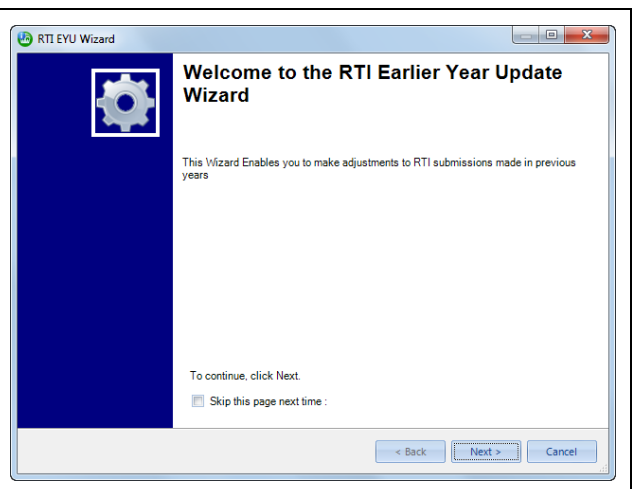 RTI EYU Wizard
Welcome to the RTI Earlier Year Update
Wizard
This Wizard Enables you to make adjustments to RTI submissions made in previous
years
To continue, click Next.
Skip this page next time :
< Back Next > Cancel